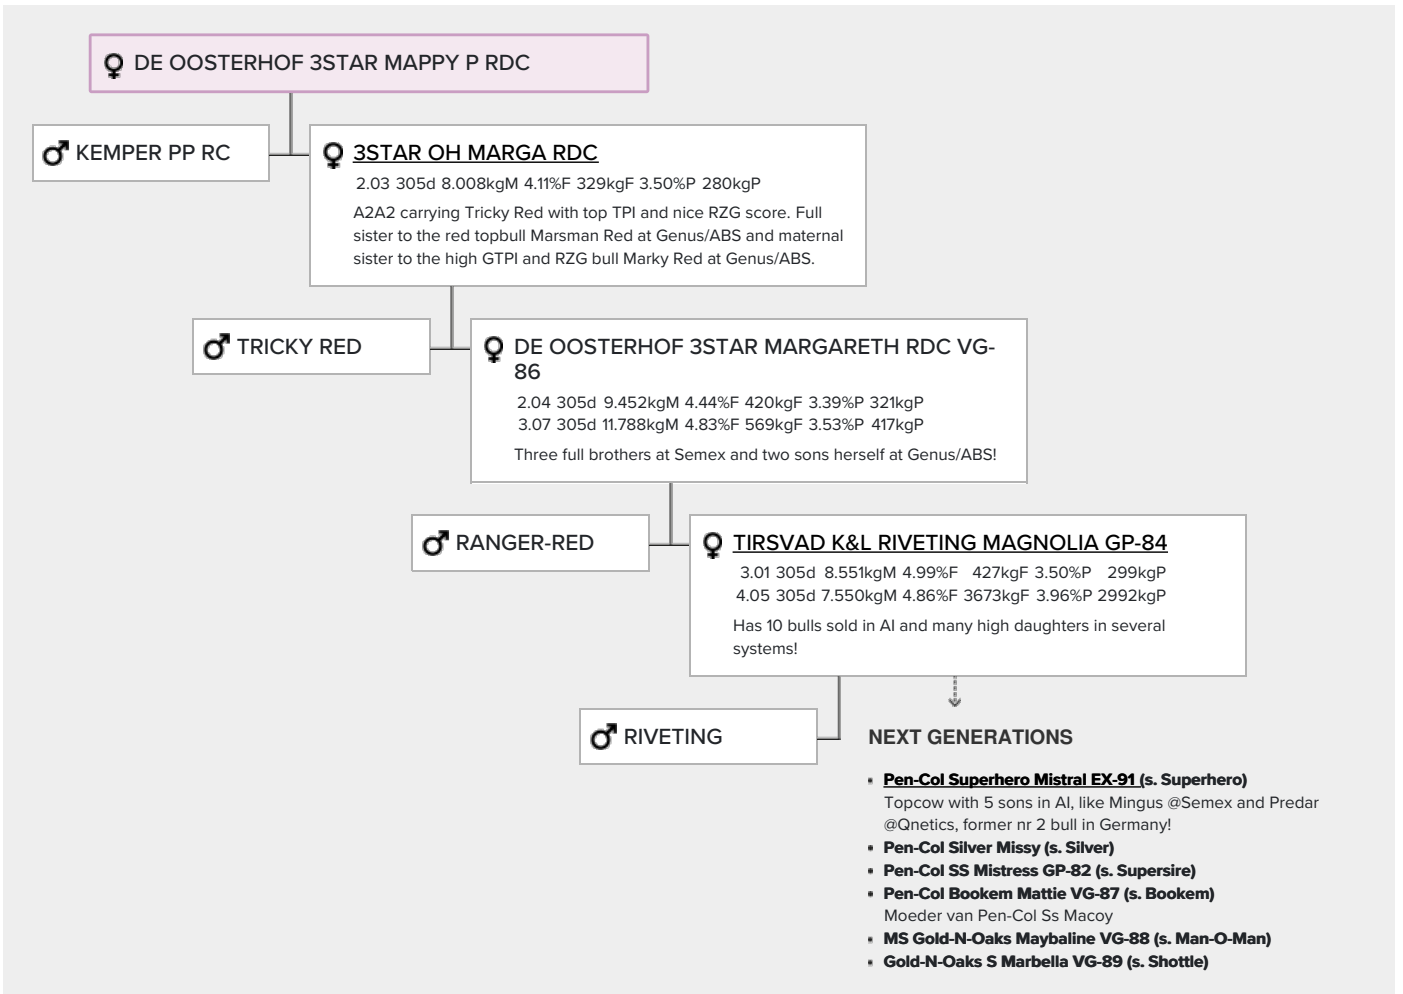 DE OOSTERHOF 3STAR MAPPY P RDC
KEMPER PP RC
3STAR OH MARGA RDC
2.03 305d 8.008kgM 4.11%F 329kgF 3.50%P 280kgP
A2A2 carrying Tricky Red with top TPI and nice RZG score. Full
sister to the red topbull Marsman Red at Genus/ABS and maternal
sister to the high GTPI and RZG bull Marky Red at Genus/ABS.
TRICKY RED
DE OOSTERHOF 3STAR MARGARETH RDC VG-
86
2.04 305d 9.452kgM 4.44%F 420kgF 3.39%P 321kgP
3.07 305d 11.788kgM 4.83%F 569kgF 3.53%P 417kgP
Three full brothers at Semex and two sons herself at Genus/ABS!
RANGER-RED
TIRSVAD K&L RIVETING MAGNOLIA GP-84
3.01 305d 8.551kgM 4.99%F 427kgF 3.50%P 299kgP
4.05 305d 7.550kgM 4.86%F 3673kgF 3.96%P 2992kgP
Has 10 bulls sold in AI and many high daughters in several
systems!
RIVETING
NEXT GENERATIONS
Pen-Col Superhero Mistral EX-91 (s. Superhero)
Topcow with 5 sons in AI, like Mingus @Semex and Predar
@Qnetics, former nr 2 bull in Germany!
Pen-Col Silver Missy (s. Silver)
Pen-Col SS Mistress GP-82 (s. Supersire)
Pen-Col Bookem Mattie VG-87 (s. Bookem)
Moeder van Pen-Col Ss Macoy
MS Gold-N-Oaks Maybaline VG-88 (s. Man-O-Man)
Gold-N-Oaks S Marbella VG-89 (s. Shottle)